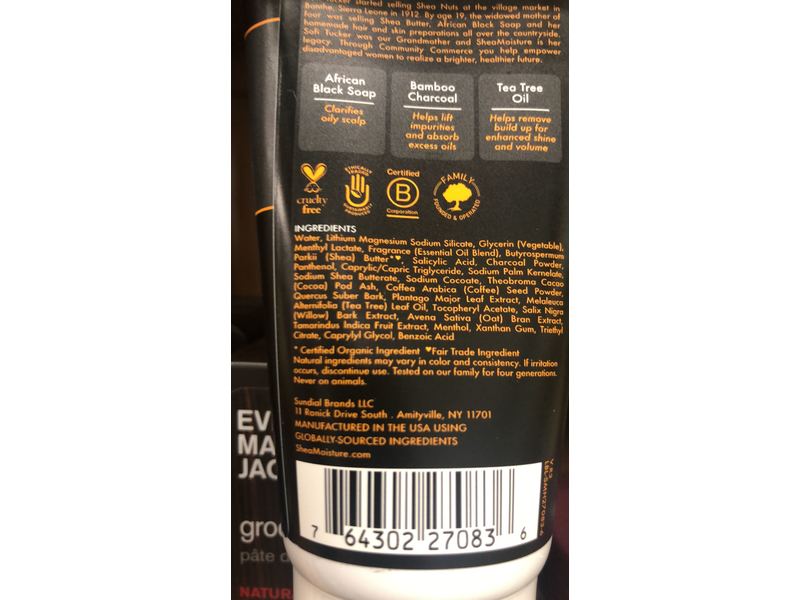 Tucker started selling Shea Nuts at the village market in
Bonthe, Sierra Leone in 1912. By age 19, the widowed mother of
four was selling Shea Butter, African Black Soap and her
homemade hair and skin preparations all over the countryside.
Sofi Tucker was our Grandmother and SheaMoisture is her
legacy. Through Community Commerce you help empower
disadvantaged women to realize a brighter, healthier future.
African
Black Soap
Clarifies
oily scalp
Bamboo
Charcoal
Helps lift
impurities
and absorb
excess oils
Tea Tree
Oil
Helps remove
build up for
enhanced shine
and volume
cruelty
free
ETHICALLY TRADED
SUSTAINABLY PRODUCED
Certified
B
Corporation
FAMILY
FOUNDED & OPERATED
INGREDIENTS
Water, Lithium Magnesium Sodium Silicate, Glycerin (Vegetable),
Menthyl Lactate, Fragrance (Essential Oil Blend), Butyrospermum
Parkii (Shea) Butter*♥, Salicylic Acid, Charcoal Powder,
Panthenol, Caprylic/Capric Triglyceride, Sodium Palm Kernelate,
Sodium Shea Butterate, Sodium Cocoate, Theobroma Cacao
(Cocoa) Pod Ash, Coffea Arabica (Coffee) Seed Powder,
Quercus Suber Bark, Plantago Major Leaf Extract, Melaleuca
Alternifolia (Tea Tree) Leaf Oil, Tocopheryl Acetate, Salix Nigra
(Willow) Bark Extract, Avena Sativa (Oat) Bran Extract,
Tamarindus Indica Fruit Extract, Menthol, Xanthan Gum, Triethyl
Citrate, Caprylyl Glycol, Benzoic Acid
* Certified Organic Ingredient ♥Fair Trade Ingredient
Natural ingredients may vary in color and consistency. If irritation
occurs, discontinue use. Tested on our family for four generations.
Never on animals.
Sundial Brands LLC
11 Ranick Drive South . Amityville, NY 11701
MANUFACTURED IN THE USA USING
GLOBALLY-SOURCED INGREDIENTS
SheaMoisture.com
7 64302 27083 6
EV
MA
JAC
gro
pâte d
NATUR